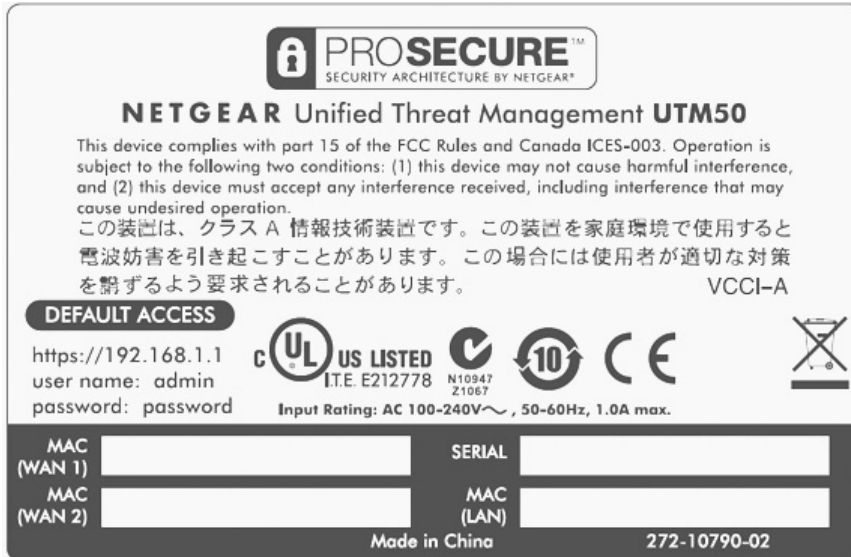 PROSECURE™
SECURITY ARCHITECTURE BY NETGEAR®
NETGEAR Unified Threat Management UTM50
This device complies with part 15 of the FCC Rules and Canada ICES-003. Operation is
subject to the following two conditions: (1) this device may not cause harmful interference,
and (2) this device must accept any interference received, including interference that may
cause undesired operation.
この装置は、クラス A 情報技術装置です。この装置を家庭環境で使用すると
電波妨害を引き起こすことがあります。この場合には使用者が適切な対策
を講ずるよう要求されることがあります。 VCCI-A
DEFAULT ACCESS
https://192.168.1.1
user name: admin
password: password
C UL US LISTED
I.T.E. E212778
N10947
Z1067
10
CE
Input Rating: AC 100-240V～ , 50-60Hz, 1.0A max.
MAC
(WAN 1)
SERIAL
MAC
(WAN 2)
MAC
(LAN)
Made in China 272-10790-02